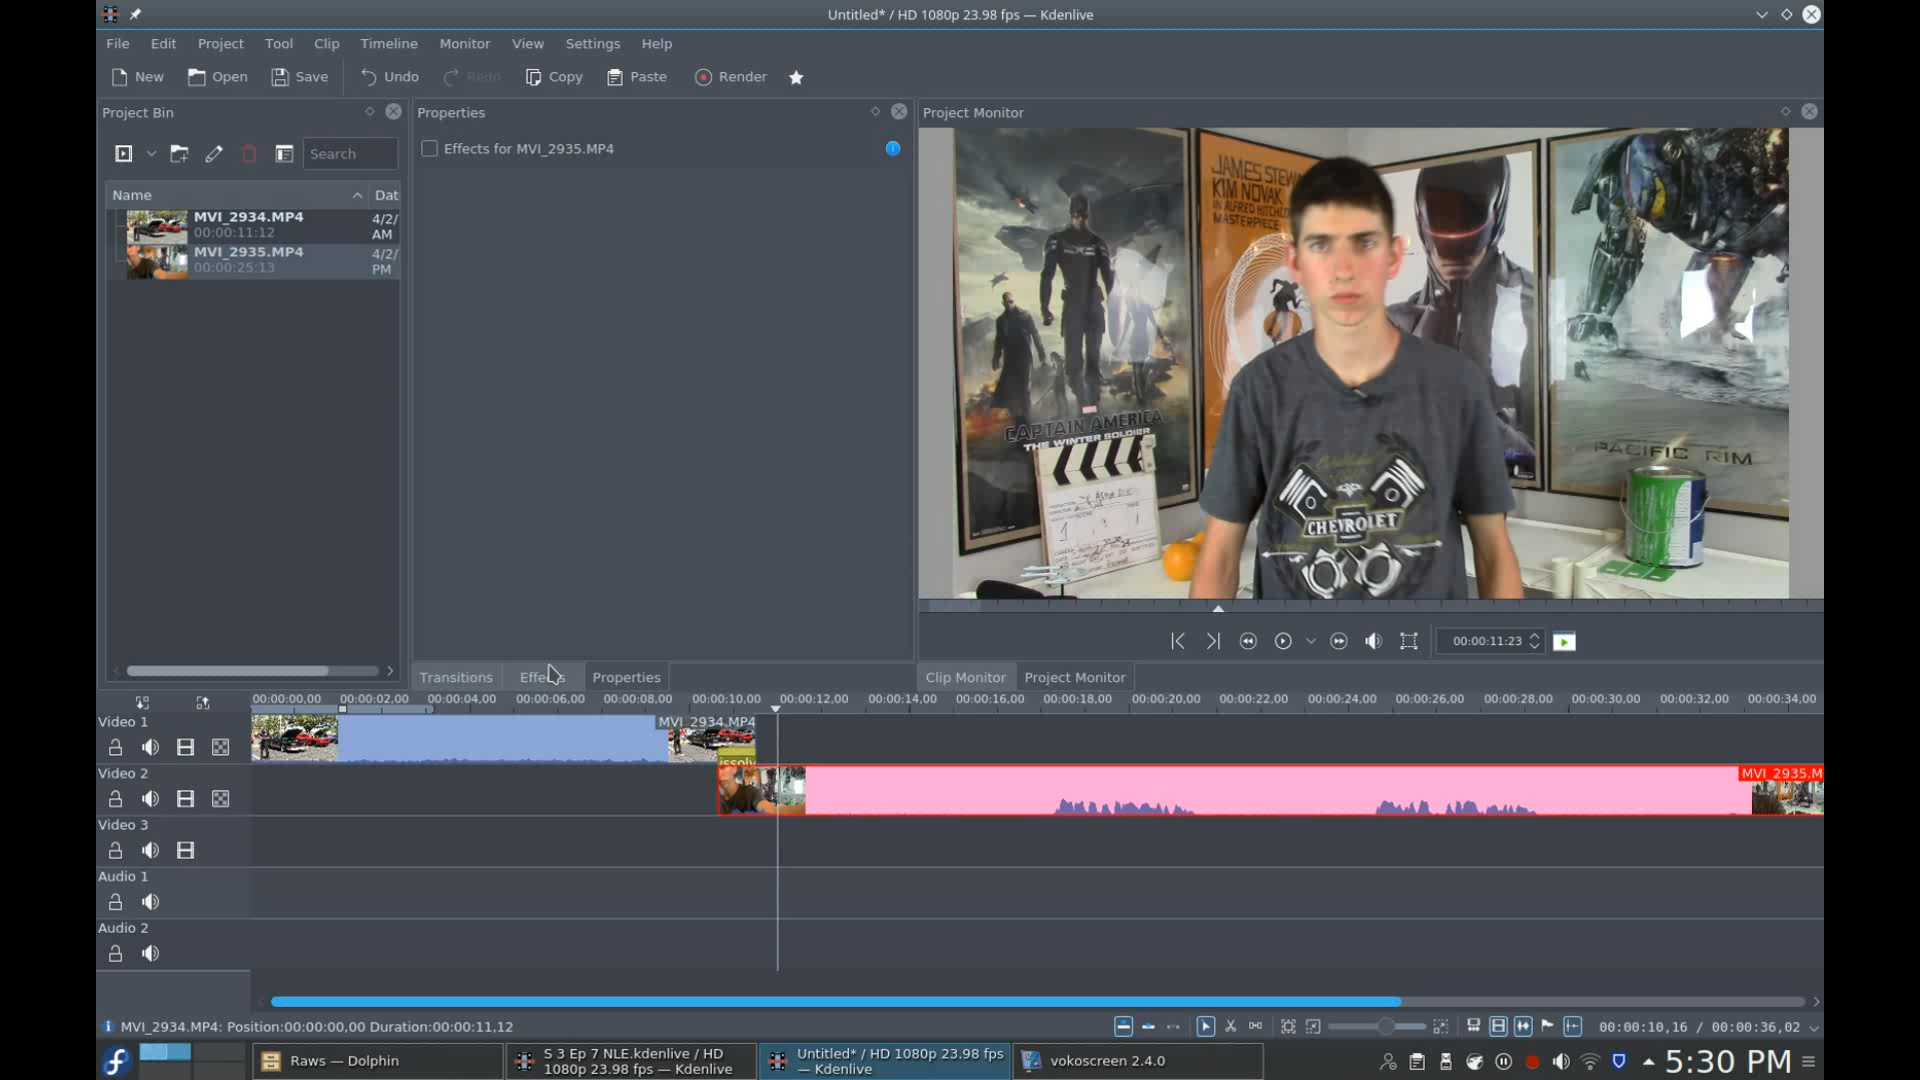 Untitled* / HD 1080p 23.98 fps — Kdenlive
File Edit Project Tool Clip Timeline Monitor View Settings Help
New Open Save Undo Redo Copy Paste Render
Project Bin
Properties
Project Monitor
Search
Effects for MVI_2935.MP4
Name
Dat
MVI_2934.MP4
00:00:11:12
4/2/
AM
MVI_2935.MP4
00:00:25:13
4/2/
PM
JAMES STEW
KIM NOVAK
IN ALFRED HITCHCO
MASTERPIECE
MARVEL
CAPTAIN AMERICA
THE WINTER SOLDIER
CHEVROLET
PACIFIC RIM
00:00:11:23
Transitions Effects Properties
Clip Monitor Project Monitor
00:00:00,00 00:00:02,00 00:00:04,00 00:00:06,00 00:00:08,00 00:00:10,00 00:00:12,00 00:00:14,00 00:00:16,00 00:00:18,00 00:00:20,00 00:00:22,00 00:00:24,00 00:00:26,00 00:00:28,00 00:00:30,00 00:00:32,00 00:00:34,00
Video 1
MVI_2934.MP4
issolv
Video 2
MVI_2935.M
Video 3
Audio 1
Audio 2
MVI_2934.MP4: Position:00:00:00,00 Duration:00:00:11,12
00:00:10,16 / 00:00:36,02
Raws — Dolphin
S 3 Ep 7 NLE.kdenlive / HD
1080p 23.98 fps — Kdenlive
Untitled* / HD 1080p 23.98 fps
— Kdenlive
vokoscreen 2.4.0
5:30 PM